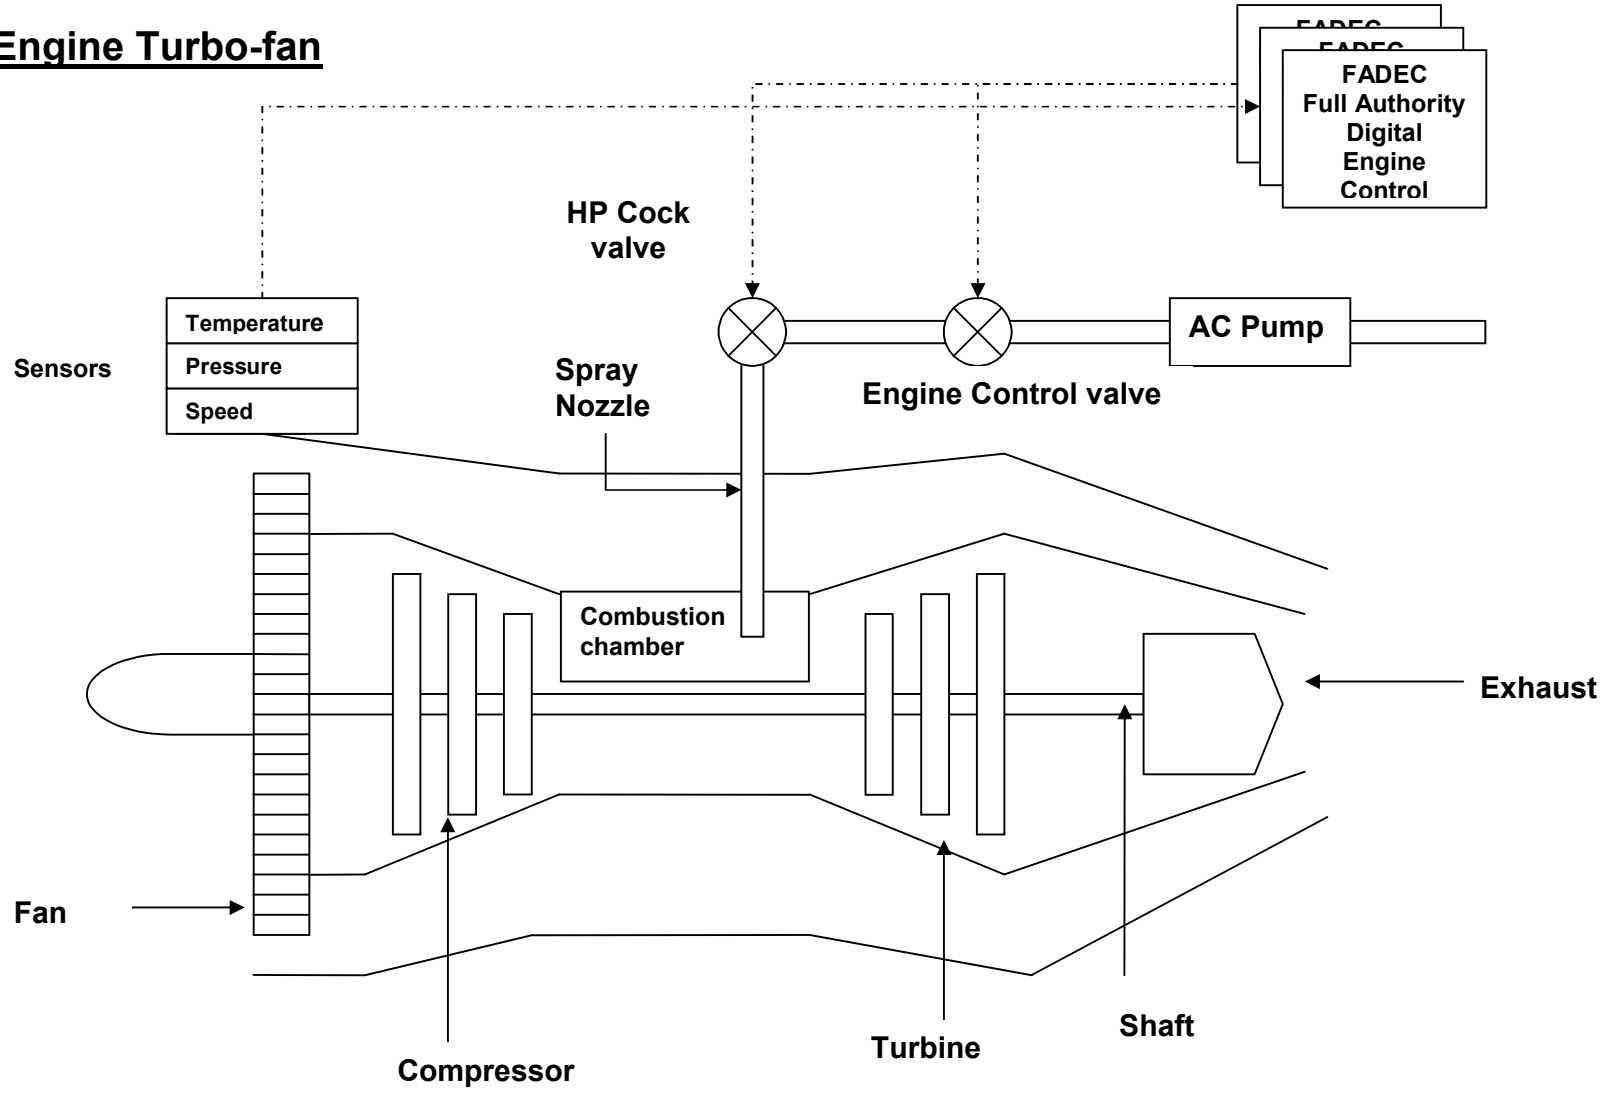 Engine Turbo-fan
FADEC
FADEC
FADEC
Full Authority
Digital
Engine
Control
HP Cock
valve
Temperature
Pressure
Speed
Sensors
AC Pump
Engine Control valve
Spray
Nozzle
Combustion
chamber
Exhaust
Fan
Compressor
Turbine
Shaft